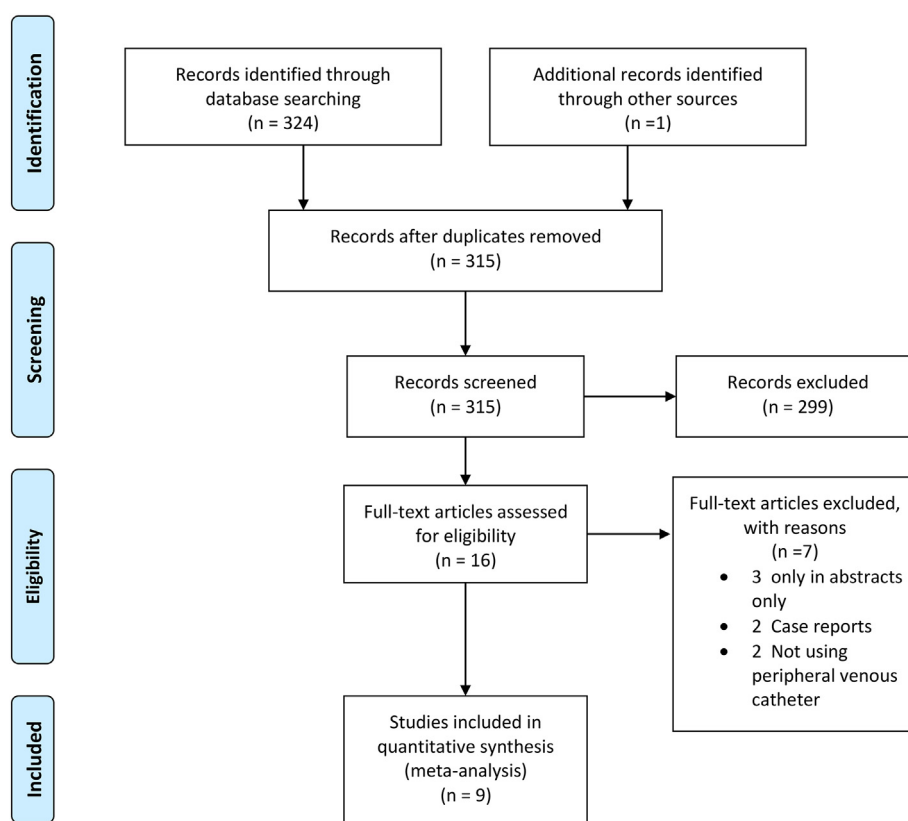 Identification
Records identified through
database searching
(n = 324)
Additional records identified
through other sources
(n =1)
Records after duplicates removed
(n = 315)
Screening
Records screened
(n = 315)
Records excluded
(n = 299)
Eligibility
Full-text articles assessed
for eligibility
(n = 16)
Full-text articles excluded,
with reasons
(n =7)
• 3 only in abstracts
only
• 2 Case reports
• 2 Not using
peripheral venous
catheter
Included
Studies included in
quantitative synthesis
(meta-analysis)
(n = 9)